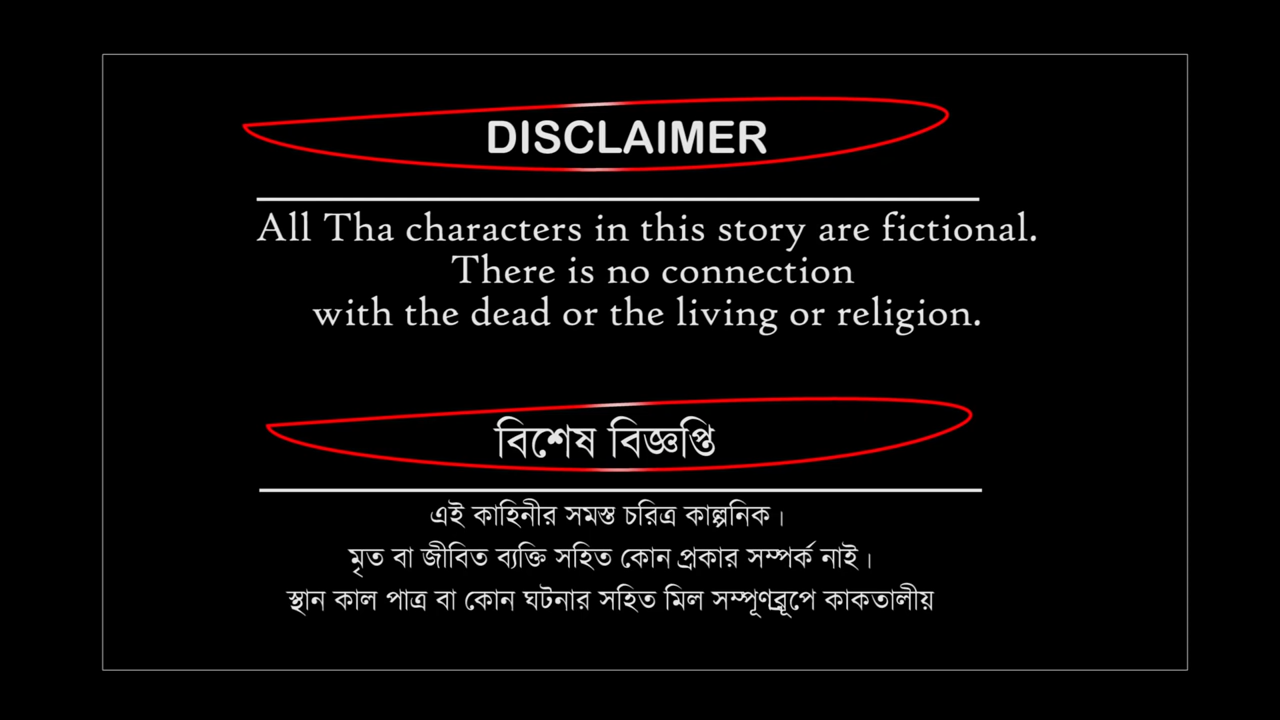 DISCLAIMER
All Tha characters in this story are fictional.
There is no connection
with the dead or the living or religion.
বিশেষ বিজ্ঞপ্তি
এই কাহিনীর সমস্ত চরিত্র কাল্পনিক।
মৃত বা জীবিত ব্যক্তি সহিত কোন প্রকার সম্পর্ক নাই।
স্থান কাল পাত্র বা কোন ঘটনার সহিত মিল সম্পূণরূপে কাকতালীয়